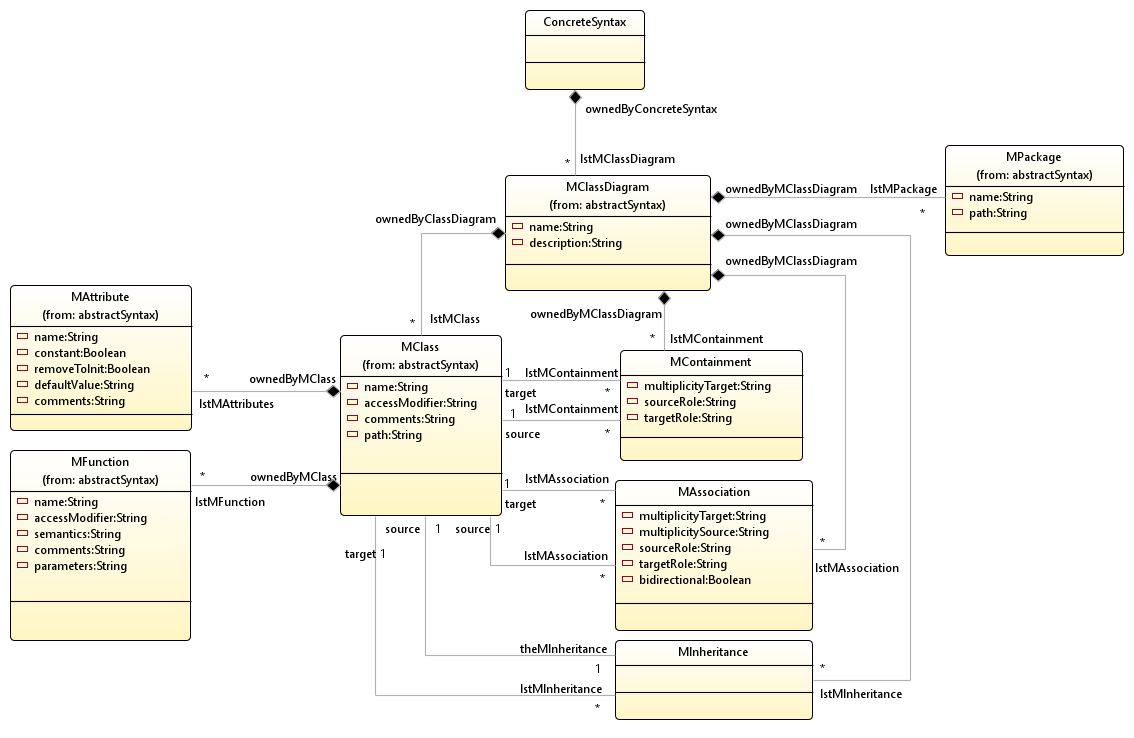 ConcreteSyntax
ownedByConcreteSyntax
* lstMClassDiagram
MClassDiagram
(from: abstractSyntax)
name:String
description:String
ownedByMClassDiagram lstMPackage
*
MPackage
(from: abstractSyntax)
name:String
path:String
ownedByMClassDiagram
ownedByMClassDiagram
ownedByClassDiagram
* lstMClass
ownedByMClassDiagram
* lstMContainment
MAttribute
(from: abstractSyntax)
name:String
constant:Boolean
removeToInit:Boolean
defaultValue:String
comments:String
* ownedByMClass
lstMAttributes
MClass
(from: abstractSyntax)
name:String
accessModifier:String
comments:String
path:String
1 lstMContainment
target *
1 lstMContainment
source *
MContainment
multiplicityTarget:String
sourceRole:String
targetRole:String
MFunction
(from: abstractSyntax)
name:String
accessModifier:String
semantics:String
comments:String
parameters:String
* ownedByMClass
lstMFunction
1 lstMAssociation
target *
source 1
source 1
target 1
lstMAssociation
*
MAssociation
multiplicityTarget:String
multiplicitySource:String
sourceRole:String
targetRole:String
bidirectional:Boolean
*
lstMAssociation
theMInheritance
1
lstMInheritance
*
MInheritance
*
lstMInheritance